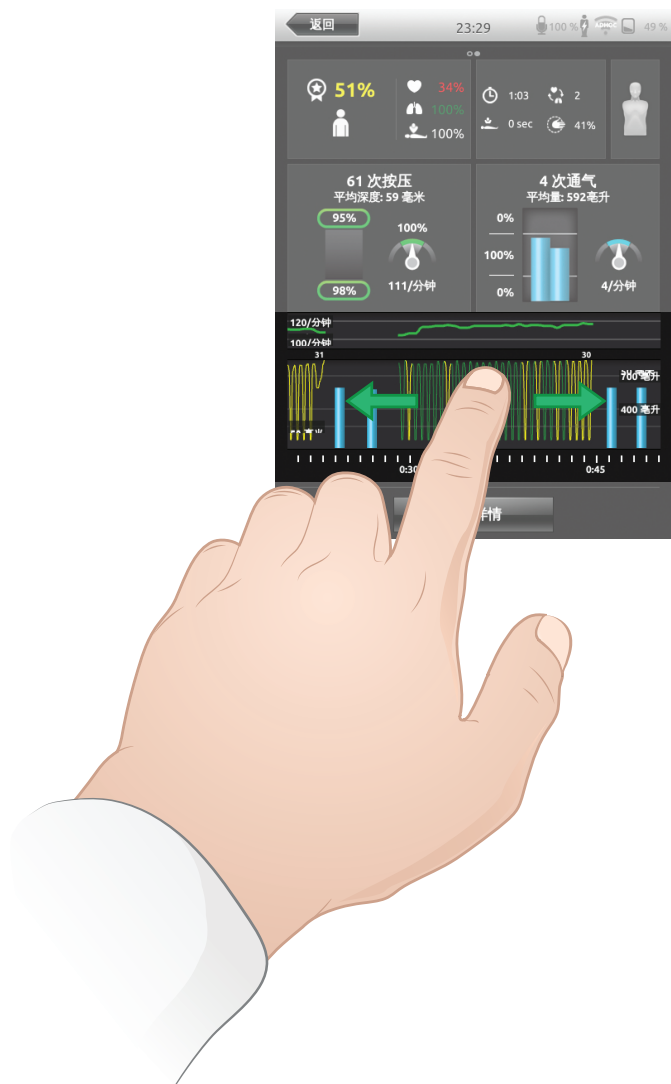 返回
23:29
100 %
49 %
51%
34%
100%
100%
1:03
2
0 sec
41%
61 次按压
平均深度: 59 毫米
95%
98%
100%
111/分钟
4 次通气
平均量: 592毫升
0%
100%
0%
4/分钟
120/分钟
100/分钟
31
30
700 毫升
400 毫升
0:30
0:45
详情